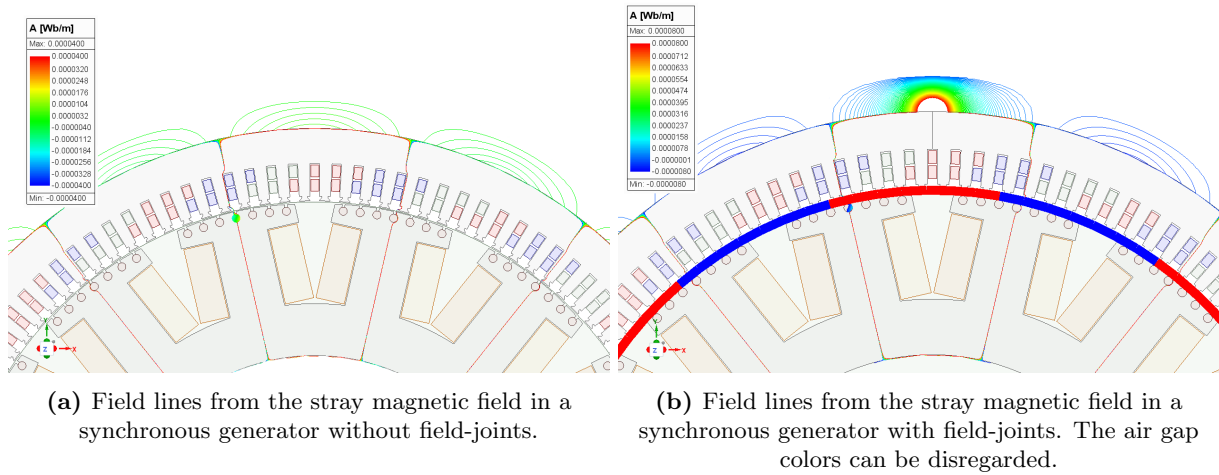 A [Wb/m]
Max: 0.0000400
0.0000400
0.0000320
0.0000248
0.0000176
0.0000104
0.0000032
-0.0000040
-0.0000112
-0.0000184
-0.0000256
-0.0000328
-0.0000400
Min: -0.0000400
Y
Z
X
(a) Field lines from the stray magnetic field in a
synchronous generator without field-joints.
A [Wb/m]
Max: 0.0000800
0.0000800
0.0000712
0.0000633
0.0000554
0.0000474
0.0000395
0.0000316
0.0000237
0.0000158
0.0000078
-0.0000001
-0.0000080
Min: -0.0000080
Y
Z
X
(b) Field lines from the stray magnetic field in a
synchronous generator with field-joints. The air gap
colors can be disregarded.